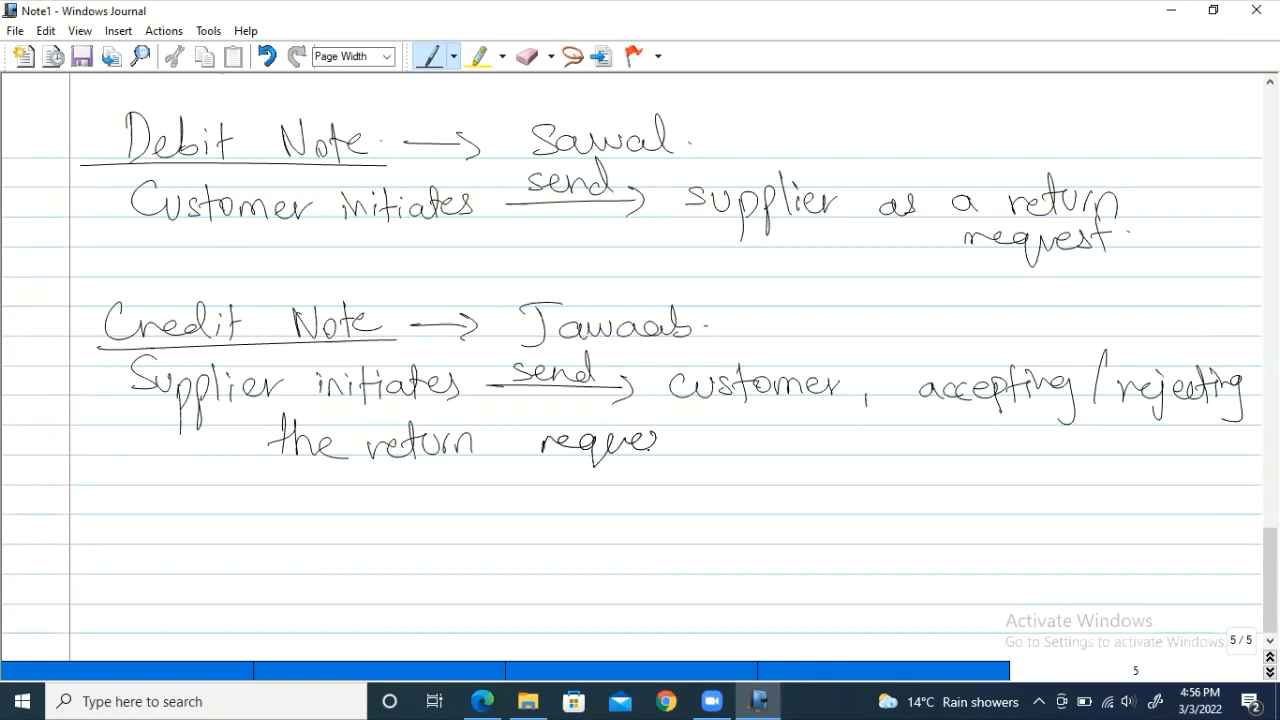 Note1 - Windows Journal
File Edit View Insert Actions Tools Help
Page Width
Debit Note. → Sawal.
Customer initiates send → supplier as a return
request.
Credit Note → Jawaab.
Supplier initiates send → customer, accepting/rejecting
the return reques
Activate Windows
Go to Settings to activate Windows.
5 / 5
5
Type here to search
14°C Rain showers
4:56 PM
3/3/2022
2